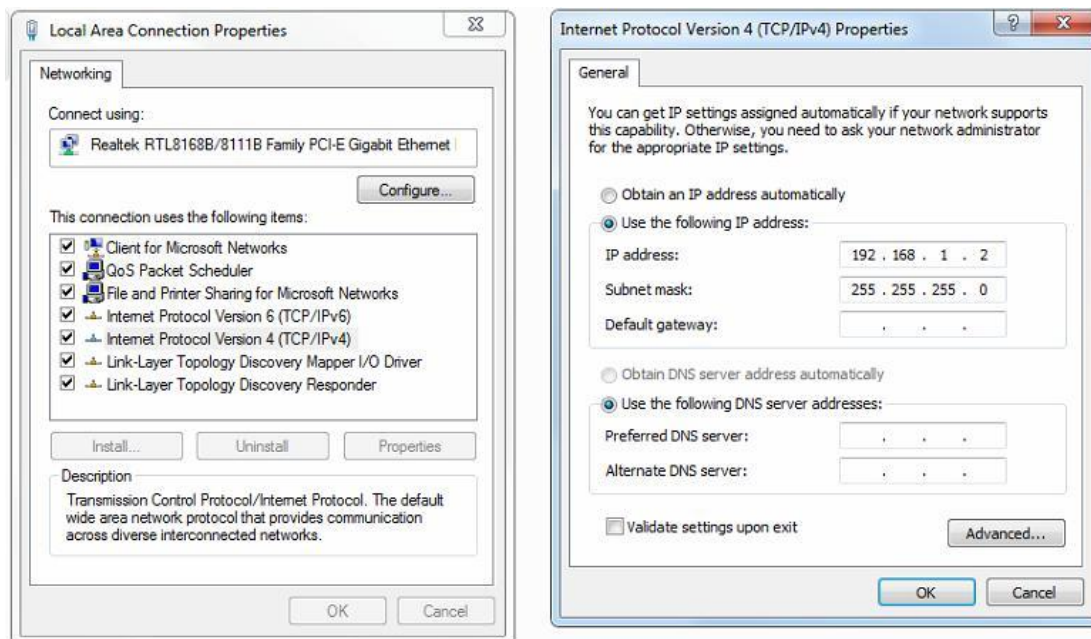 Local Area Connection Properties
Networking
Connect using:
Realtek RTL8168B/8111B Family PCI-E Gigabit Ethernet
Configure...
This connection uses the following items:
Client for Microsoft Networks
QoS Packet Scheduler
File and Printer Sharing for Microsoft Networks
Internet Protocol Version 6 (TCP/IPv6)
Internet Protocol Version 4 (TCP/IPv4)
Link-Layer Topology Discovery Mapper I/O Driver
Link-Layer Topology Discovery Responder
Install... Uninstall Properties
Description
Transmission Control Protocol/Internet Protocol. The default
wide area network protocol that provides communication
across diverse interconnected networks.
OK Cancel
Internet Protocol Version 4 (TCP/IPv4) Properties
General
You can get IP settings assigned automatically if your network supports
this capability. Otherwise, you need to ask your network administrator
for the appropriate IP settings.
Obtain an IP address automatically
Use the following IP address:
IP address: 192 . 168 . 1 . 2
Subnet mask: 255 . 255 . 255 . 0
Default gateway: . . .
Obtain DNS server address automatically
Use the following DNS server addresses:
Preferred DNS server: . . .
Alternate DNS server: . . .
Validate settings upon exit
Advanced...
OK Cancel